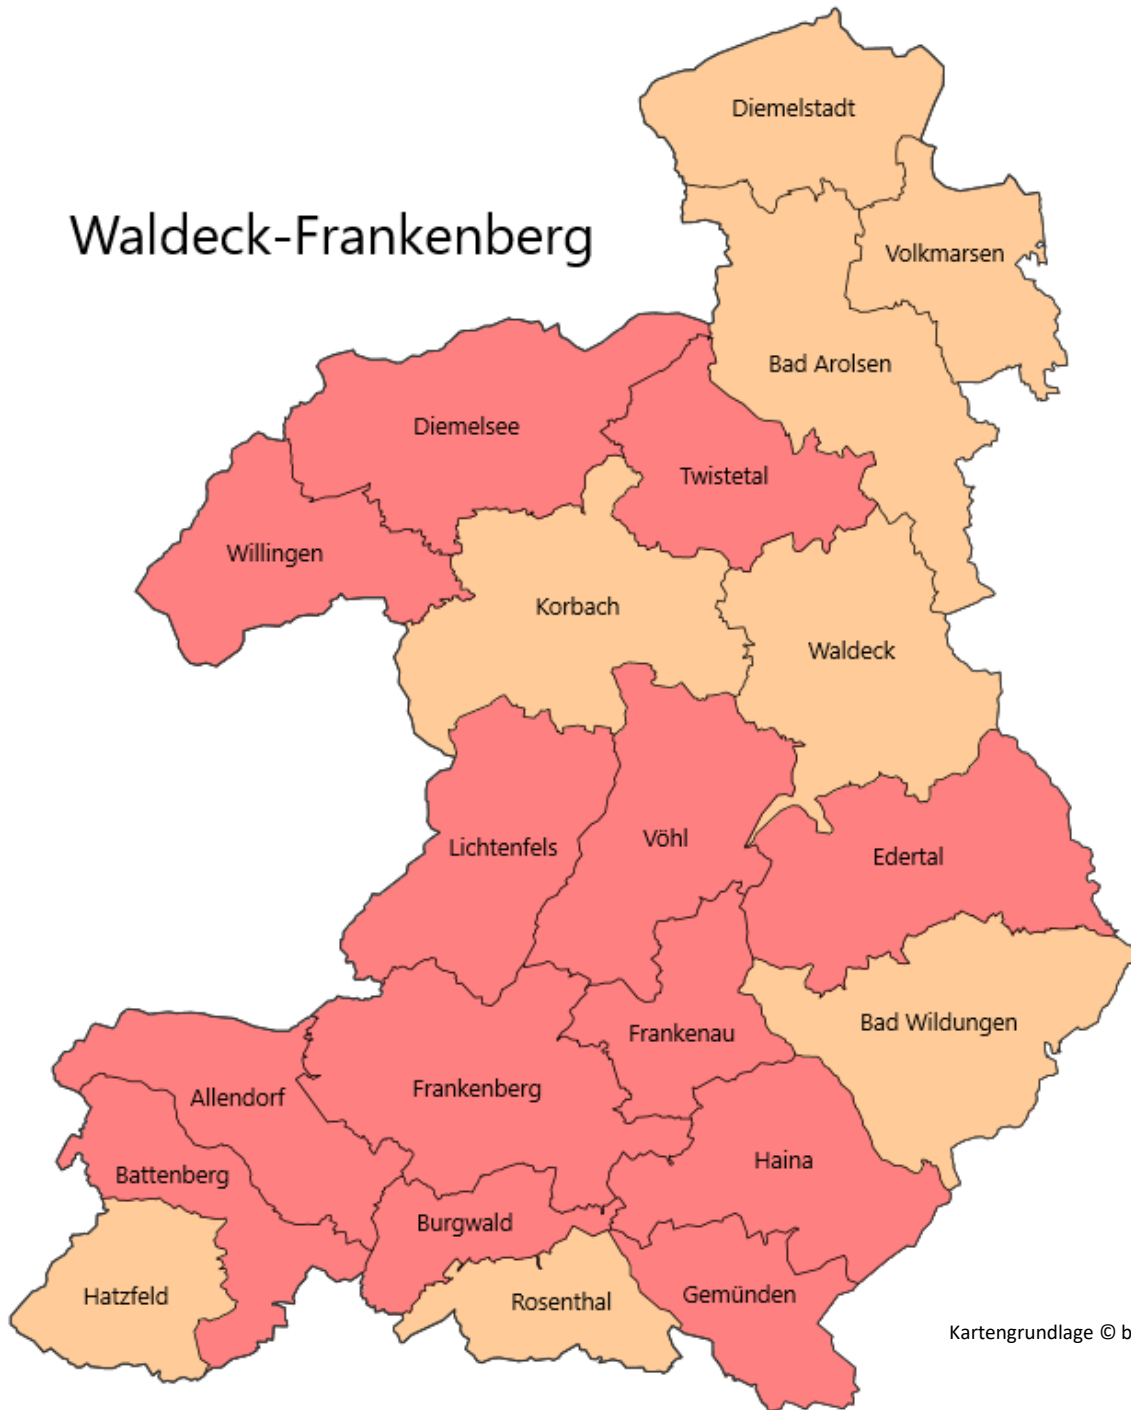 Diemelstadt
Waldeck-Frankenberg
Volkmarsen
Bad Arolsen
Diemelsee
Twistetal
Willingen
Korbach
Waldeck
Lichtenfels
Vöhl
Edertal
Bad Wildungen
Frankenau
Frankenberg
Allendorf
Haina
Battenberg
Burgwald
Hatzfeld
Rosenthal
Gemünden
Kartengrundlage © b